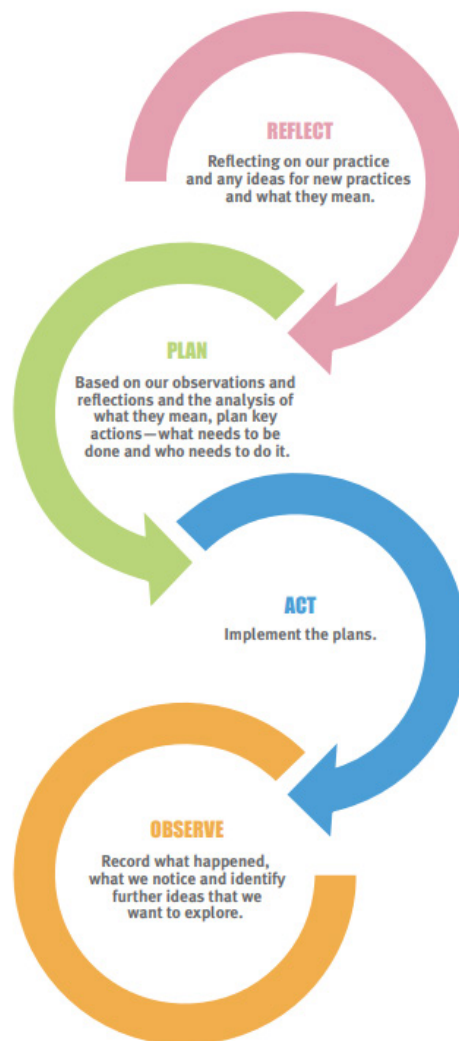 REFLECT
Reflecting on our practice
and any ideas for new practices
and what they mean.
PLAN
Based on our observations and
reflections and the analysis of
what they mean, plan key
actions—what needs to be
done and who needs to do it.
ACT
Implement the plans.
OBSERVE
Record what happened,
what we notice and identify
further ideas that we
want to explore.